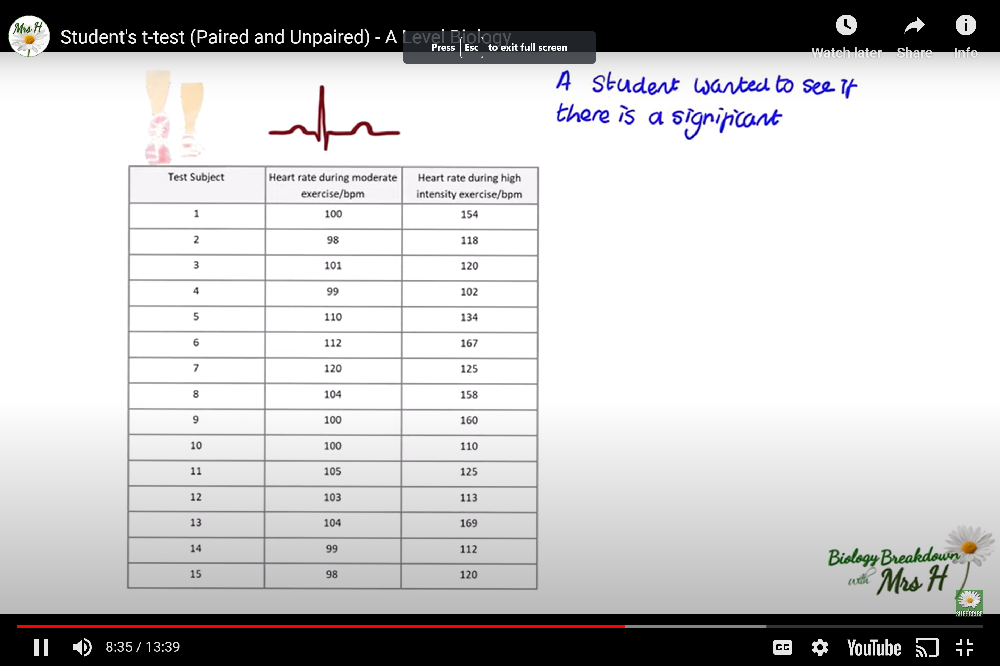 Mrs H
Student's t-test (Paired and Unpaired) - A Level Biology
Press Esc to exit full screen
Watch later Share Info
A Student wanted to see if
there is a significant
Test Subject Heart rate during moderate exercise/bpm Heart rate during high intensity exercise/bpm
1 100 154
2 98 118
3 101 120
4 99 102
5 110 134
6 112 167
7 120 125
8 104 158
9 100 160
10 100 110
11 105 125
12 103 113
13 104 169
14 99 112
15 98 120
Biology Breakdown
with Mrs H
SUBSCRIBE
8:35 / 13:39
CC YouTube